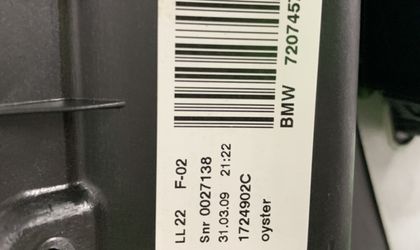 BMW 720745
LL 22 F-02
Snr 0027138
31.03.09 21:22
1724902C
oyster